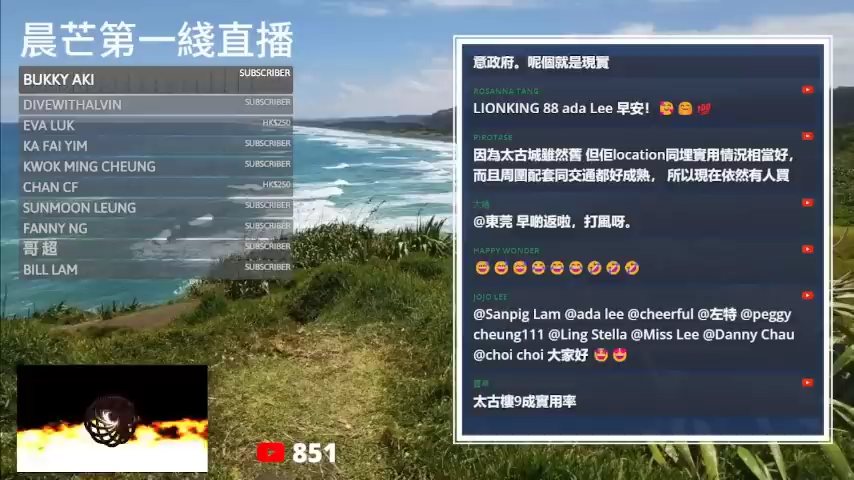 晨芒第一綫直播
BUKKY AKI SUBSCRIBER
DIVEWITHALVIN SUBSCRIBER
EVA LUK HK$250
KA FAI YIM SUBSCRIBER
KWOK MING CHEUNG SUBSCRIBER
CHAN CF HK$250
SUNMOON LEUNG SUBSCRIBER
FANNY NG SUBSCRIBER
哥 超 SUBSCRIBER
BILL LAM SUBSCRIBER
851
意政府。呢個就是現實
ROSANNA TANG
LIONKING 88 ada Lee 早安! 🥰 🤗 💯
PIROTASE
因為太古城雖然舊 但佢location同埋實用情況相當好，
而且周圍配套同交通都好成熟， 所以現在依然有人買
@東莞 早啲返啦，打風呀。
HAPPY WONDER
😅 😅 😅 😂 😂 😂 🤣 🤣 🤣
JOJO LEE
@Sanpig Lam @ada lee @cheerful @左特 @peggy
cheung111 @Ling Stella @Miss Lee @Danny Chau
@choi choi 大家好 🤩 🤩
太古樓9成實用率